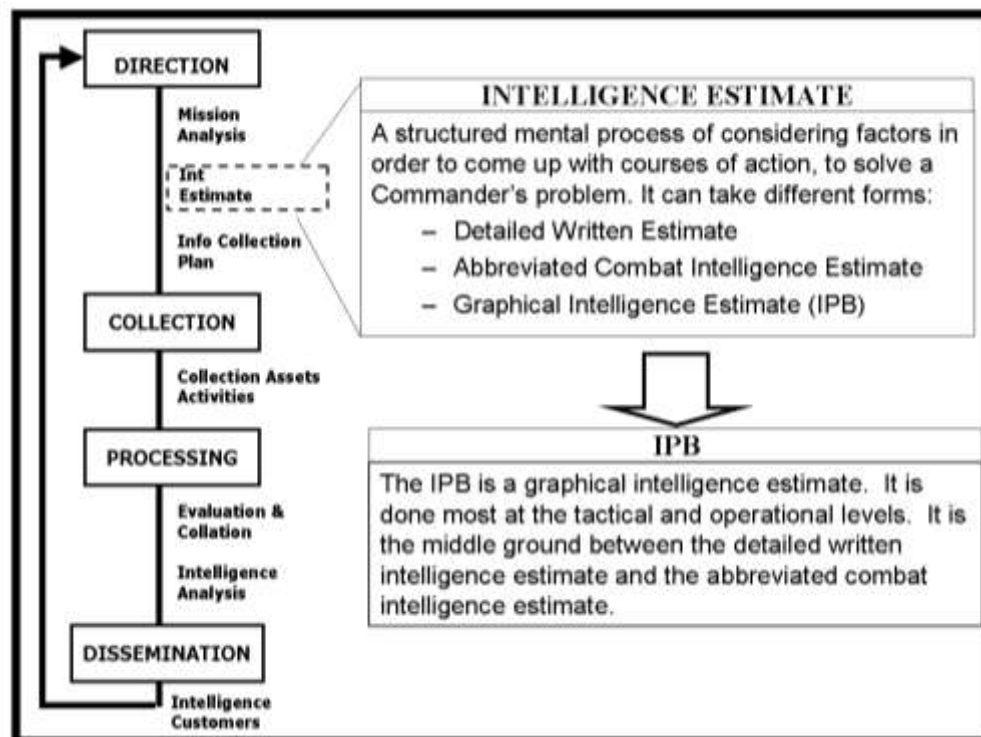 DIRECTION
Mission
Analysis
Int
Estimate
Info Collection
Plan
COLLECTION
Collection Assets
Activities
PROCESSING
Evaluation &
Collation
Intelligence
Analysis
DISSEMINATION
Intelligence
Customers
INTELLIGENCE ESTIMATE
A structured mental process of considering factors in
order to come up with courses of action, to solve a
Commander's problem. It can take different forms:
– Detailed Written Estimate
– Abbreviated Combat Intelligence Estimate
– Graphical Intelligence Estimate (IPB)
IPB
The IPB is a graphical intelligence estimate. It is
done most at the tactical and operational levels. It is
the middle ground between the detailed written
intelligence estimate and the abbreviated combat
intelligence estimate.